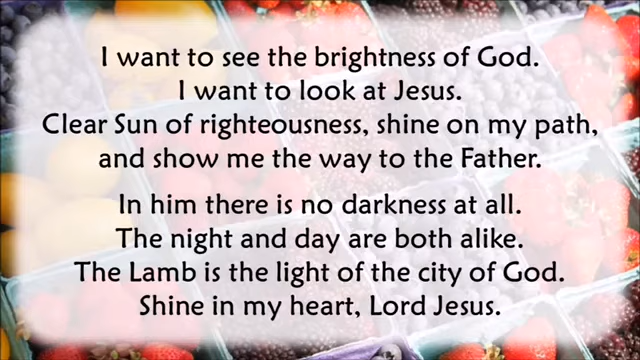 I want to see the brightness of God.
I want to look at Jesus.
Clear Sun of righteousness, shine on my path,
and show me the way to the Father.
In him there is no darkness at all.
The night and day are both alike.
The Lamb is the light of the city of God.
Shine in my heart, Lord Jesus.